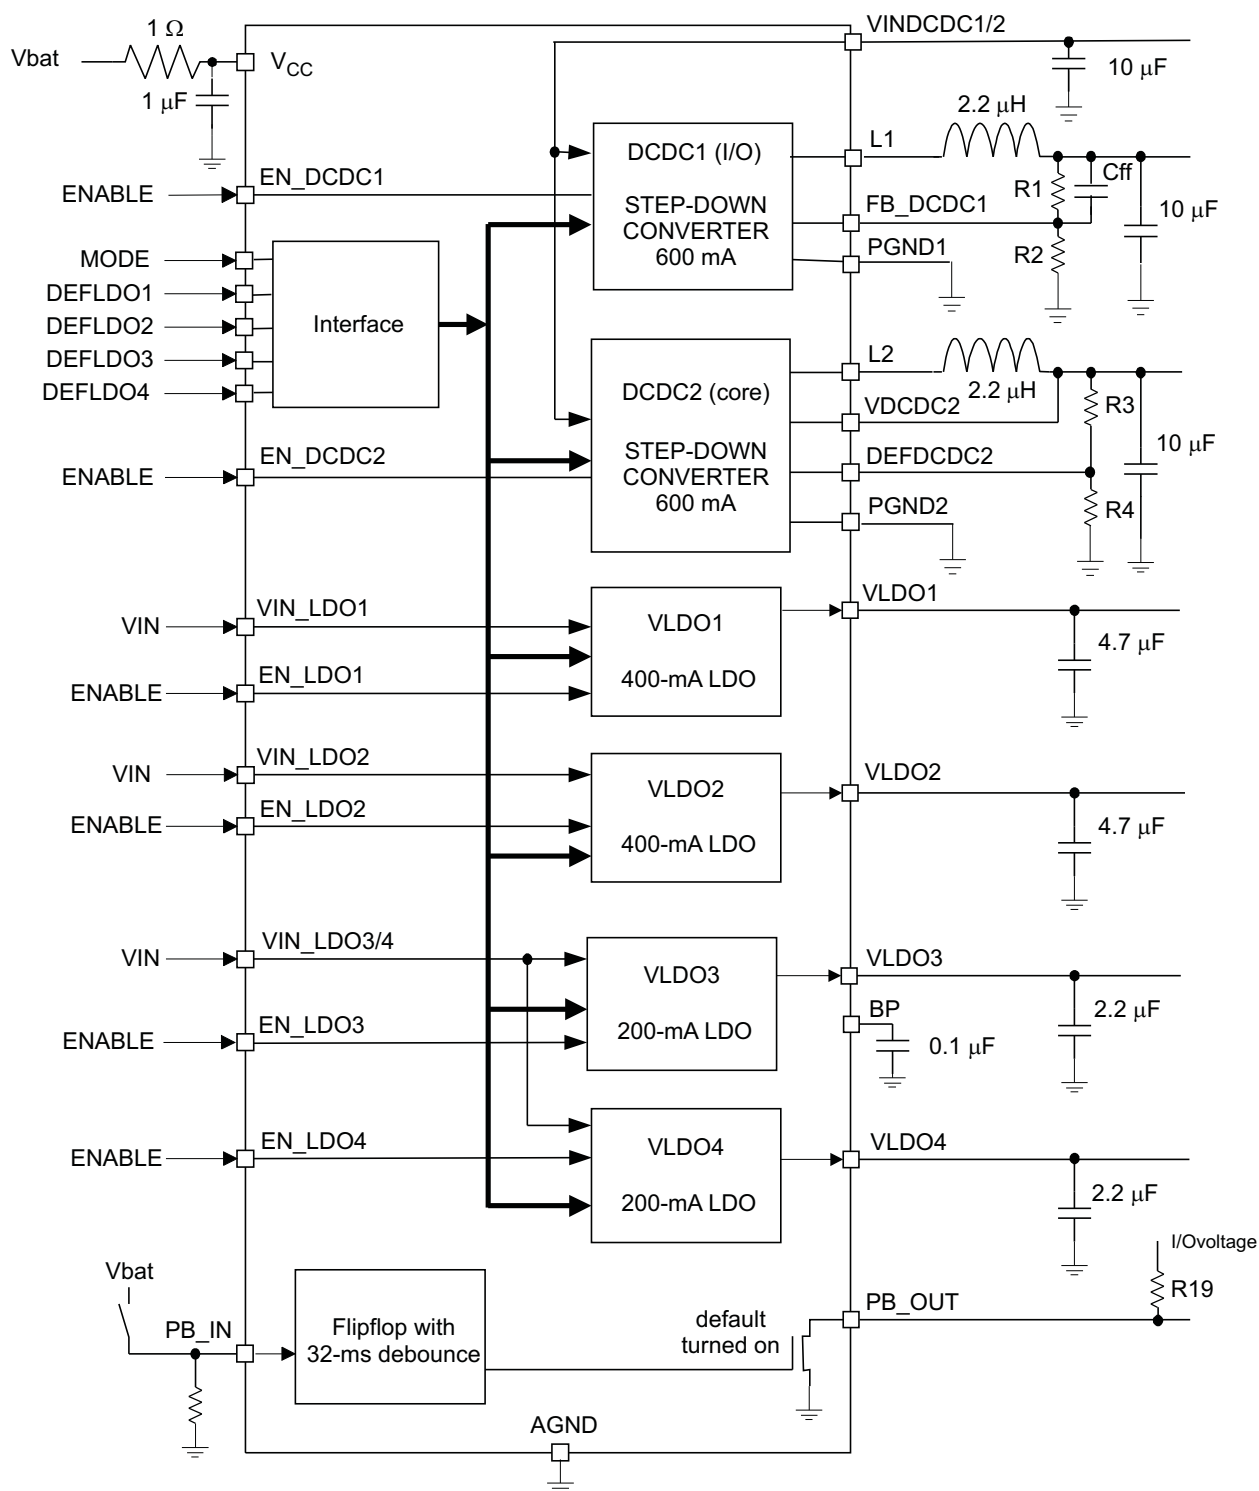 1 Ω
Vbat
V_CC
1 μF
VINDCDC1/2
10 μF
2.2 μH
L1
Cff
R1
FB_DCDC1
10 μF
PGND1
R2
DCDC1 (I/O)
STEP-DOWN
CONVERTER
600 mA
ENABLE
EN_DCDC1
MODE
DEFLDO1
DEFLDO2
DEFLDO3
DEFLDO4
Interface
L2
2.2 μH
DCDC2 (core)
STEP-DOWN
CONVERTER
600 mA
VDCDC2
R3
10 μF
DEFDCDC2
R4
PGND2
ENABLE
EN_DCDC2
VIN
VIN_LDO1
VLDO1
400-mA LDO
VLDO1
4.7 μF
ENABLE
EN_LDO1
VIN
VIN_LDO2
VLDO2
400-mA LDO
VLDO2
4.7 μF
ENABLE
EN_LDO2
VIN
VIN_LDO3/4
VLDO3
200-mA LDO
VLDO3
2.2 μF
BP
0.1 μF
ENABLE
EN_LDO3
ENABLE
EN_LDO4
VLDO4
200-mA LDO
VLDO4
2.2 μF
I/Ovoltage
R19
Vbat
PB_IN
Flipflop with
32-ms debounce
default
turned on
PB_OUT
AGND